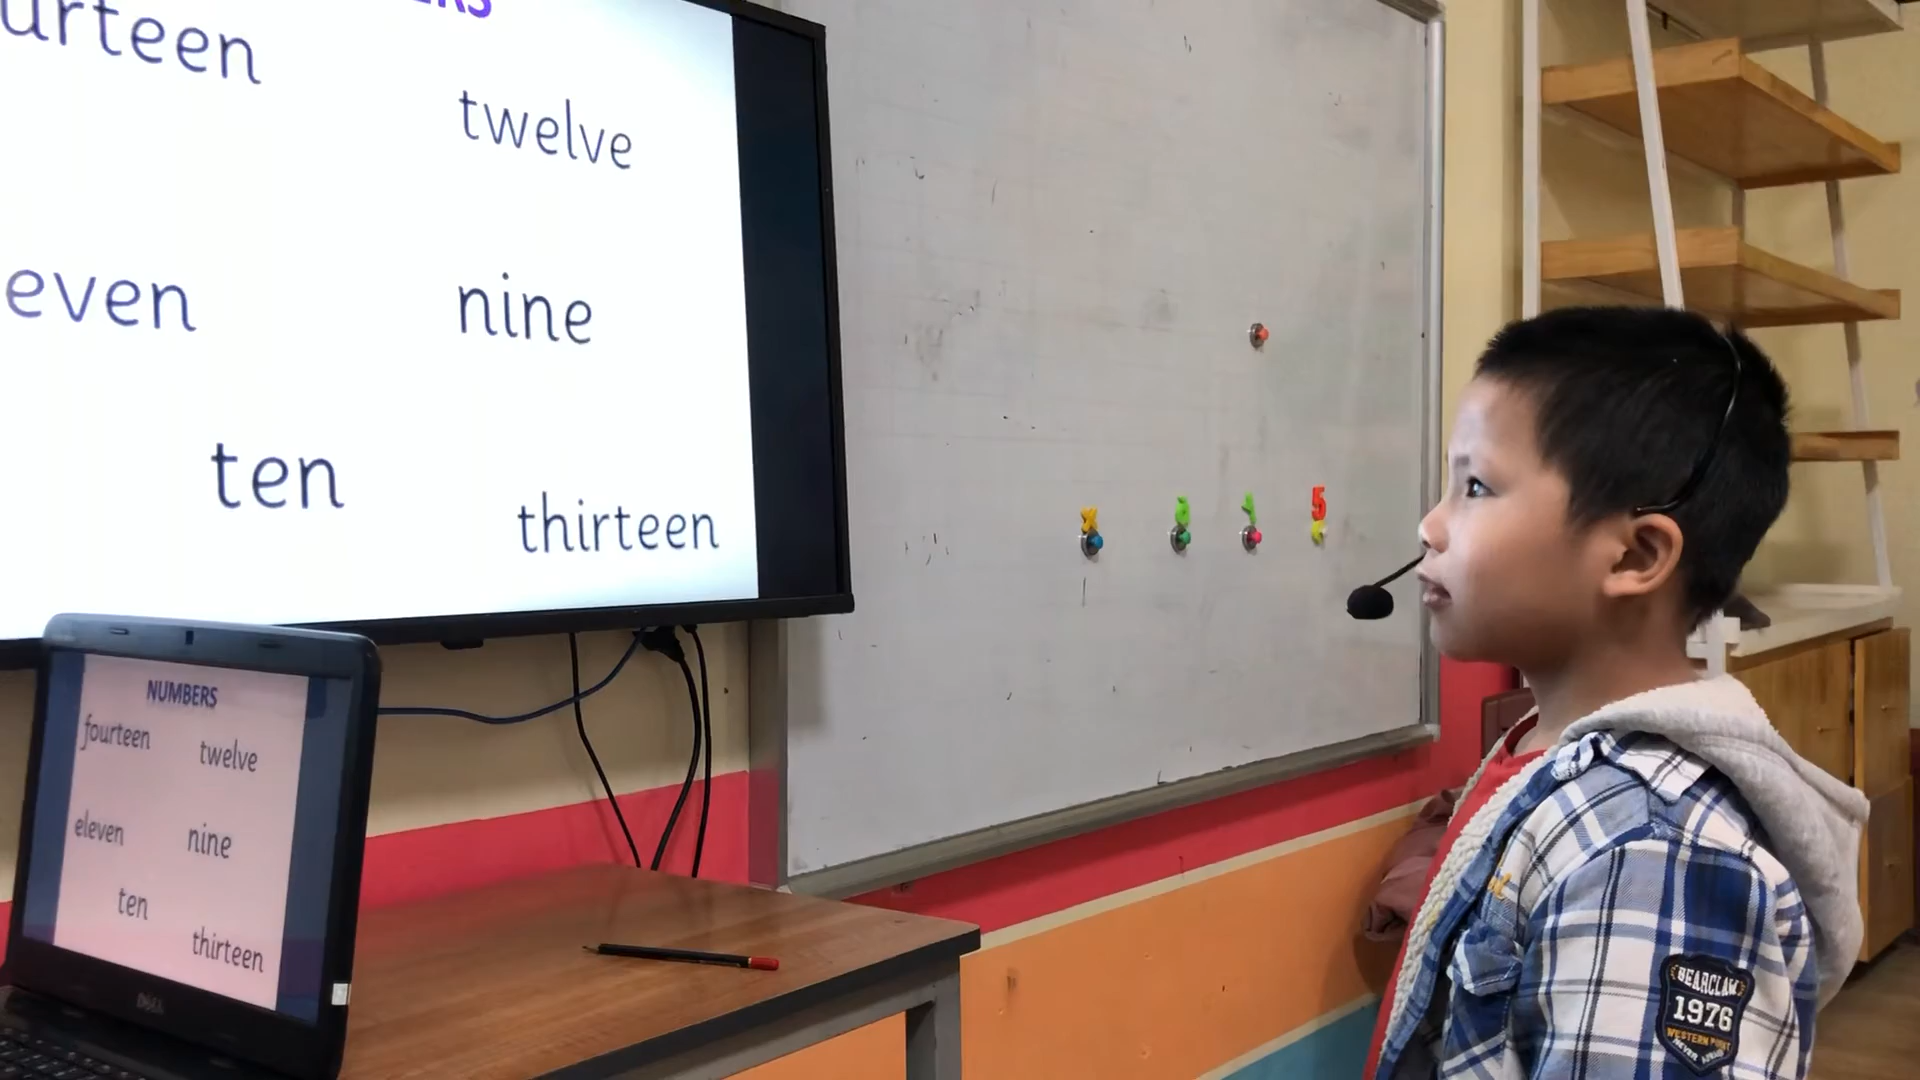 urteen
twelve
even
nine
ten
thirteen
NUMBERS
fourteen
twelve
eleven
nine
ten
thirteen
DELL
5
BEARCLAW
1976
WESTERN POINT
NEVER